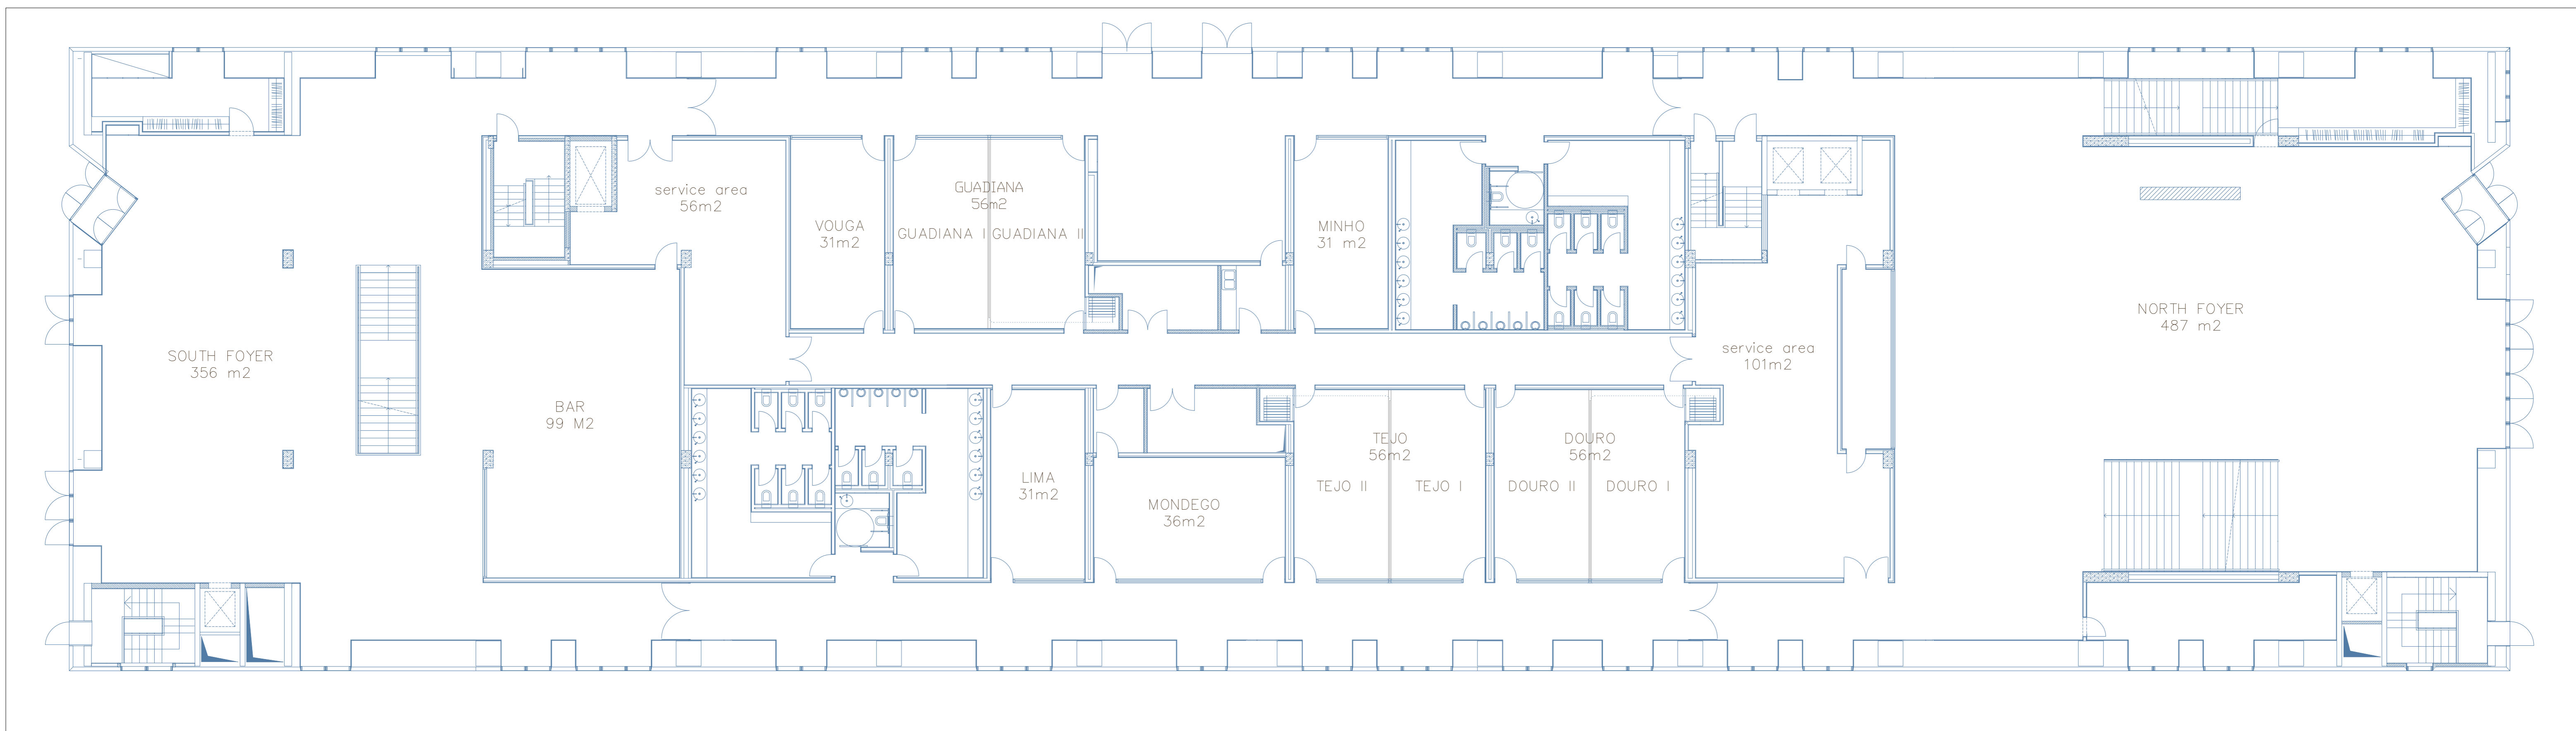 service area
56m2
VOUGA
31m2
GUADIANA
56m2
GUADIANA I
GUADIANA II
MINHO
31 m2
SOUTH FOYER
356 m2
BAR
99 M2
service area
101m2
NORTH FOYER
487 m2
LIMA
31m2
MONDEGO
36m2
TEJO
56m2
TEJO II
TEJO I
DOURO
56m2
DOURO II
DOURO I